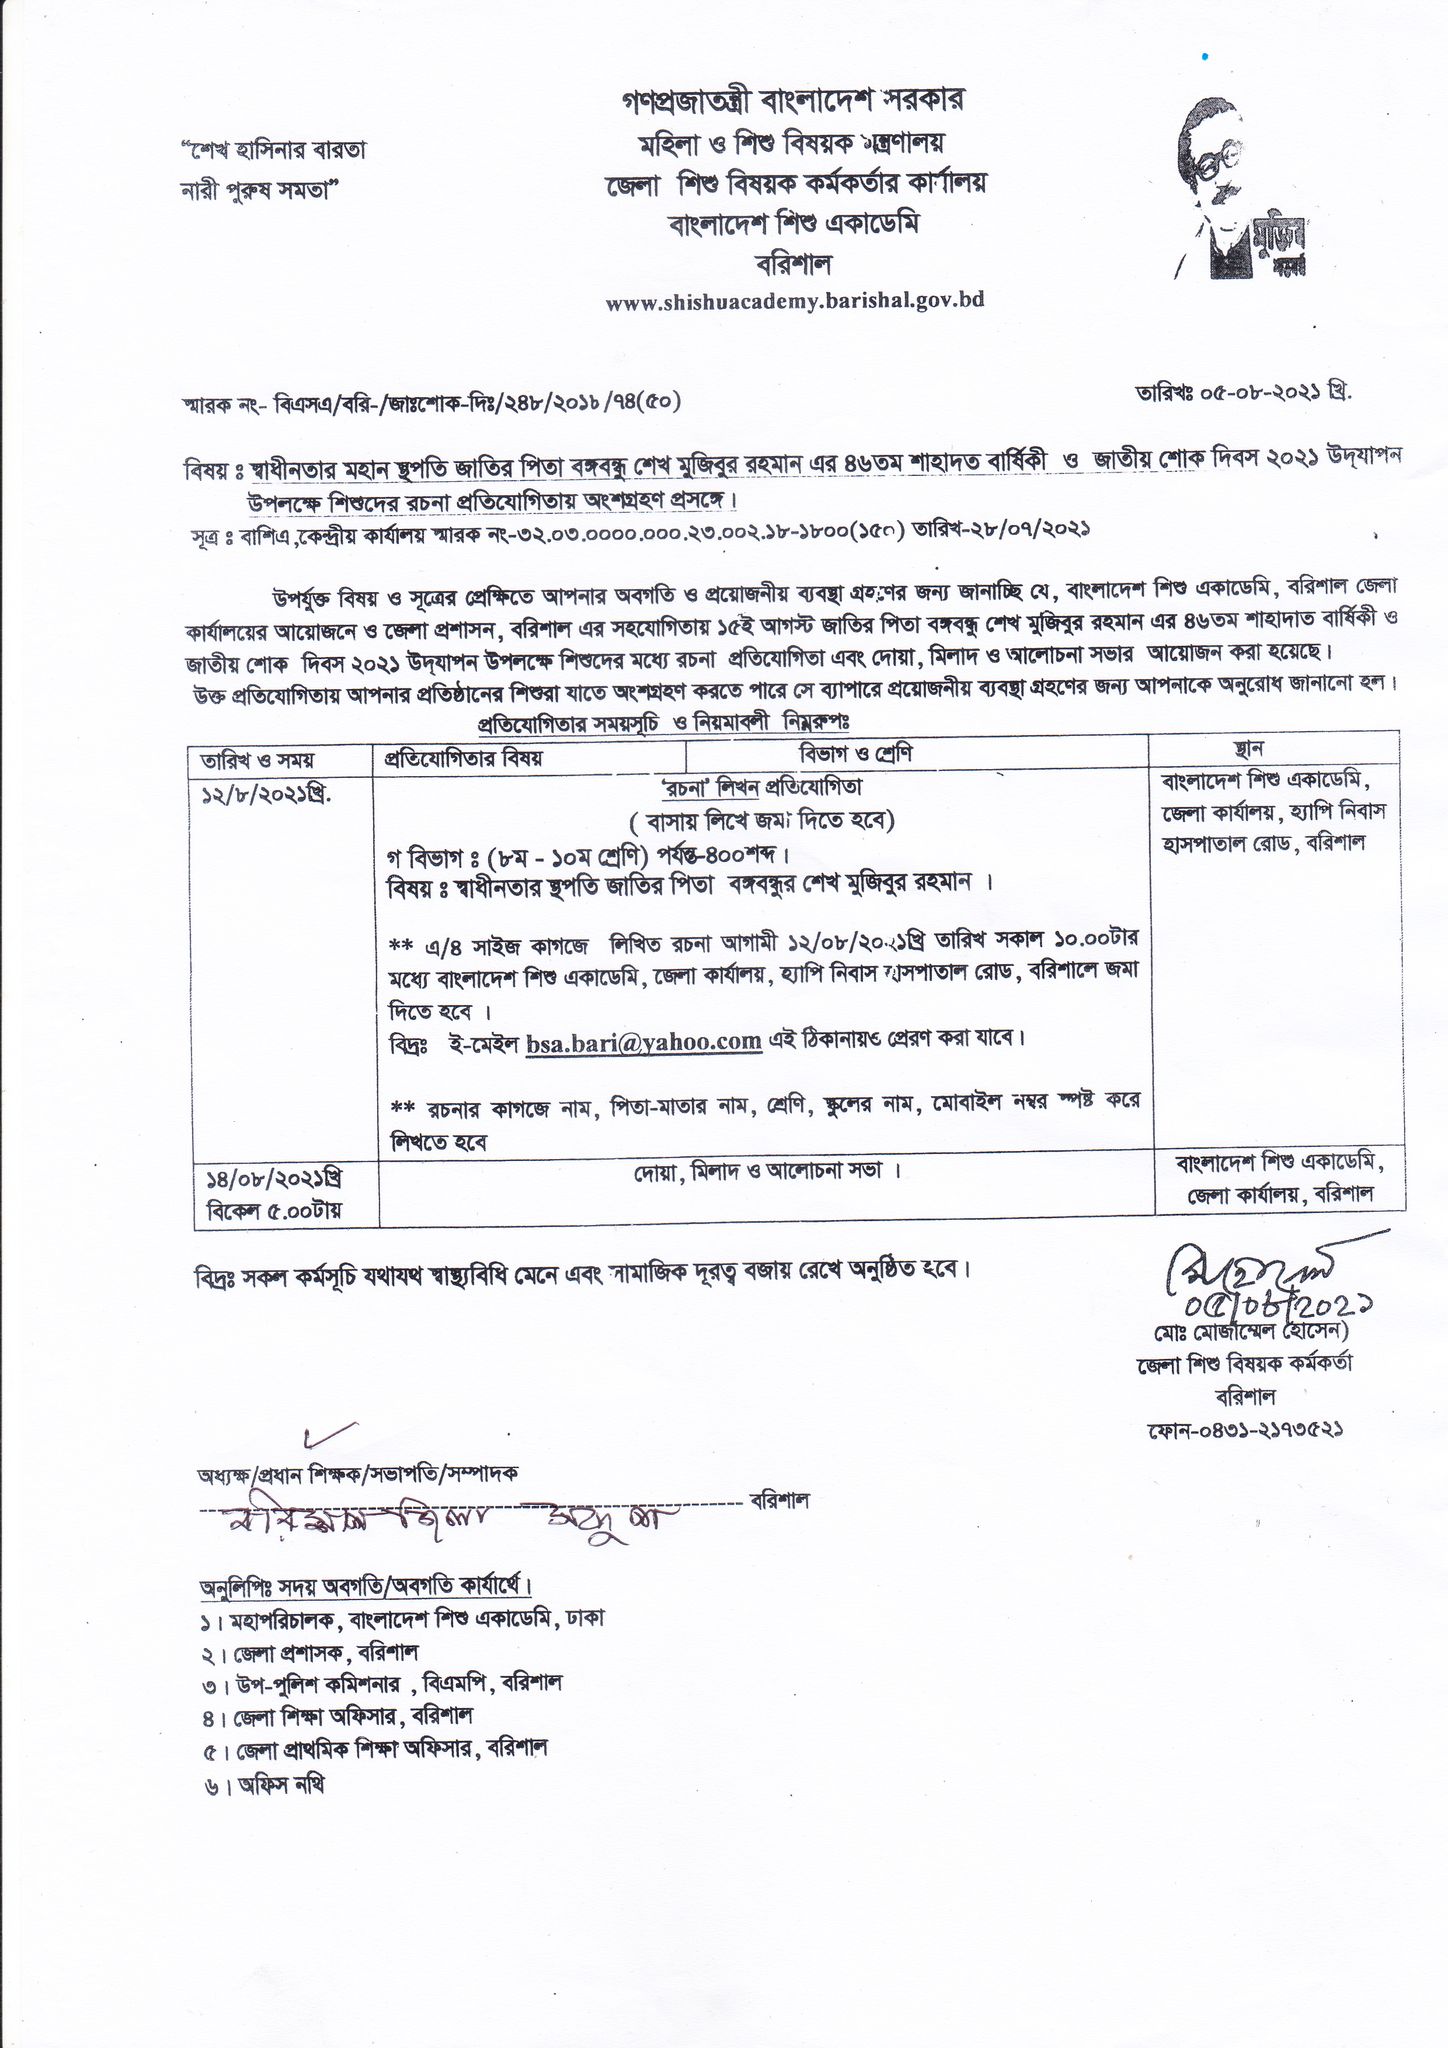 গণপ্রজাতন্ত্রী বাংলাদেশ সরকার
মহিলা ও শিশু বিষয়ক মন্ত্রণালয়
জেলা শিশু বিষয়ক কর্মকর্তার কার্যালয়
বাংলাদেশ শিশু একাডেমি
বরিশাল
www.shishuacademy.barishal.gov.bd
“শেখ হাসিনার বারতা
নারী পুরুষ সমতা”
মুজিব
শতবর্ষ
স্মারক নং- বিএসএ/বরি-/জাঃশোক-দিঃ/২৪৮/২০১৮/৭৪(৫০)
তারিখঃ ০৫-০৮-২০২১ খ্রি.
বিষয় ঃ স্বাধীনতার মহান স্থপতি জাতির পিতা বঙ্গবন্ধু শেখ মুজিবুর রহমান এর ৪৬তম শাহাদত বার্ষিকী ও জাতীয় শোক দিবস ২০২১ উদ্‌যাপন
উপলক্ষে শিশুদের রচনা প্রতিযোগিতায় অংশগ্রহণ প্রসঙ্গে।
সূত্র ঃ বাশিএ,কেন্দ্রীয় কার্যালয় স্মারক নং-৩২.০৩.০০০০.০০০.২৩.০০২.১৮-১৮০০(১৫০) তারিখ-২৮/০৭/২০২১
উপর্যুক্ত বিষয় ও সূত্রের প্রেক্ষিতে আপনার অবগতি ও প্রয়োজনীয় ব্যবস্থা গ্রহণের জন্য জানাচ্ছি যে, বাংলাদেশ শিশু একাডেমি, বরিশাল জেলা
কার্যালয়ের আয়োজনে ও জেলা প্রশাসন, বরিশাল এর সহযোগিতায় ১৫ই আগস্ট জাতির পিতা বঙ্গবন্ধু শেখ মুজিবুর রহমান এর ৪৬তম শাহাদাত বার্ষিকী ও
জাতীয় শোক দিবস ২০২১ উদ্‌যাপন উপলক্ষে শিশুদের মধ্যে রচনা প্রতিযোগিতা এবং দোয়া, মিলাদ ও আলোচনা সভার আয়োজন করা হয়েছে।
উক্ত প্রতিযোগিতায় আপনার প্রতিষ্ঠানের শিশুরা যাতে অংশগ্রহণ করতে পারে সে ব্যাপারে প্রয়োজনীয় ব্যবস্থা গ্রহণের জন্য আপনাকে অনুরোধ জানানো হল।
প্রতিযোগিতার সময়সূচি ও নিয়মাবলী নিম্নরুপঃ
তারিখ ও সময় প্রতিযোগিতার বিষয় বিভাগ ও শ্রেণি স্থান
১২/৮/২০২১খ্রি.
‘রচনা’ লিখন প্রতিযোগিতা
( বাসায় লিখে জমা দিতে হবে)
গ বিভাগ ঃ (৮ম - ১০ম শ্রেণি) পর্যন্ত-৪০০শব্দ।
বিষয় ঃ স্বাধীনতার স্থপতি জাতির পিতা বঙ্গবন্ধুর শেখ মুজিবুর রহমান ।
** এ/৪ সাইজ কাগজে লিখিত রচনা আগামী ১২/০৮/২০২১খ্রি তারিখ সকাল ১০.০০টার
মধ্যে বাংলাদেশ শিশু একাডেমি, জেলা কার্যালয়, হ্যাপি নিবাস হাসপাতাল রোড, বরিশালে জমা
দিতে হবে ।
বিদ্রঃ ই-মেইল bsa.bari@yahoo.com এই ঠিকানায়ও প্রেরণ করা যাবে।
** রচনার কাগজে নাম, পিতা-মাতার নাম, শ্রেণি, স্কুলের নাম, মোবাইল নম্বর স্পষ্ট করে
লিখতে হবে
বাংলাদেশ শিশু একাডেমি,
জেলা কার্যালয়, হ্যাপি নিবাস
হাসপাতাল রোড, বরিশাল
১৪/০৮/২০২১খ্রি
বিকেল ৫.০০টায়
দোয়া, মিলাদ ও আলোচনা সভা ।
বাংলাদেশ শিশু একাডেমি,
জেলা কার্যালয়, বরিশাল
বিদ্রঃ সকল কর্মসূচি যথাযথ স্বাস্থ্যবিধি মেনে এবং সামাজিক দূরত্ব বজায় রেখে অনুষ্ঠিত হবে।
০৫/০৮/২০২১
মোঃ মোজাম্মেল হোসেন)
জেলা শিশু বিষয়ক কর্মকর্তা
বরিশাল
ফোন-০৪৩১-২১৭৩৫২১
অধ্যক্ষ/প্রধান শিক্ষক/সভাপতি/সম্পাদক
বরিশাল জিলা স্কুল বরিশাল
অনুলিপিঃ সদয় অবগতি/অবগতি কার্যার্থে।
১। মহাপরিচালক, বাংলাদেশ শিশু একাডেমি, ঢাকা
২। জেলা প্রশাসক, বরিশাল
৩। উপ-পুলিশ কমিশনার , বিএমপি, বরিশাল
৪। জেলা শিক্ষা অফিসার, বরিশাল
৫। জেলা প্রাথমিক শিক্ষা অফিসার, বরিশাল
৬। অফিস নথি